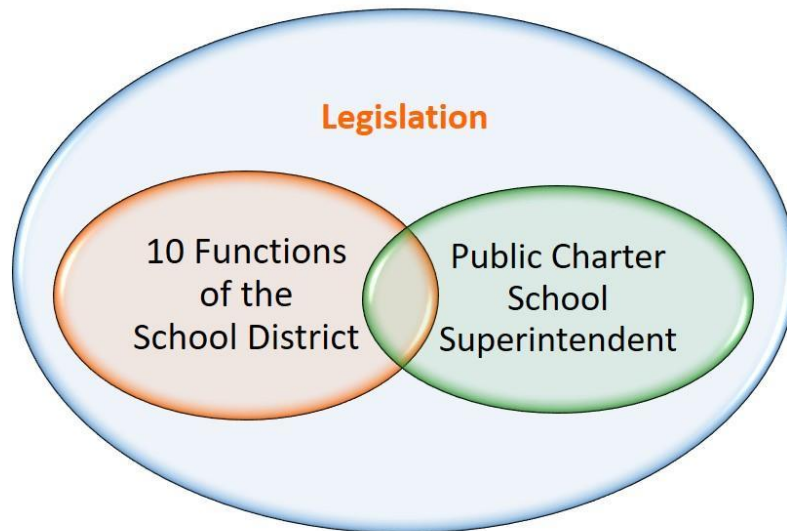 Legislation
10 Functions
of the
School District
Public Charter
School
Superintendent